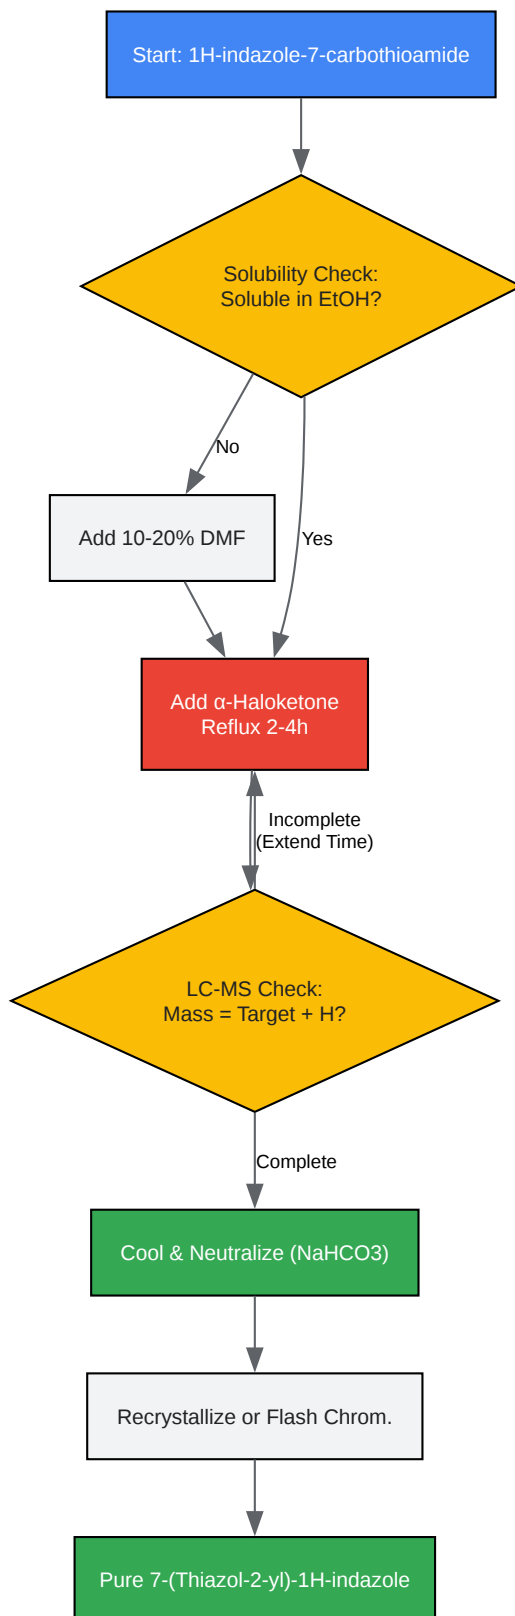 Start: 1H-indazole-7-carbothioamide
Solubility Check:
Soluble in EtOH?
No
Add 10-20% DMF
Yes
Add α-Haloketone
Reflux 2-4h
Incomplete
(Extend Time)
LC-MS Check:
Mass = Target + H?
Complete
Cool & Neutralize (NaHCO3)
Recrystallize or Flash Chrom.
Pure 7-(Thiazol-2-yl)-1H-indazole